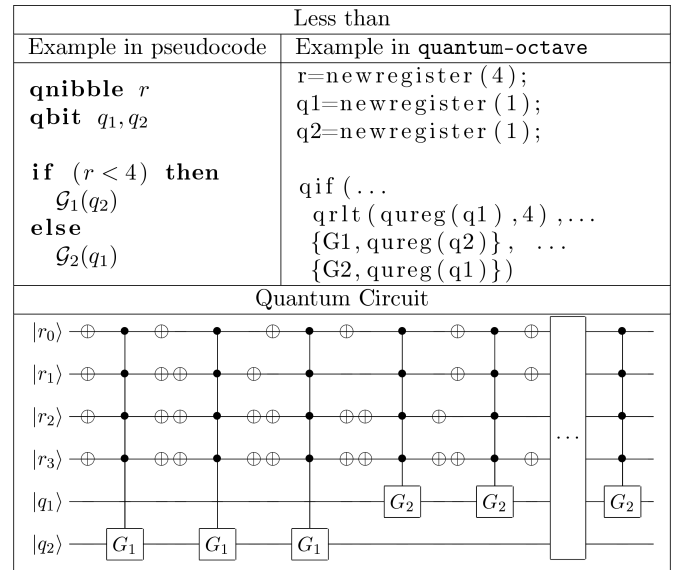 Less than
Example in pseudocode
Example in quantum-octave
qnibble r
qbit q₁,q₂
if (r < 4) then
𝒢₁(q₂)
else
𝒢₂(q₁)
r=newregister(4);
q1=newregister(1);
q2=newregister(1);
qif(...
qrlt(qureg(q1),4),...
{G1,qureg(q2)}, ...
{G2,qureg(q1)})
Quantum Circuit
|r₀⟩
|r₁⟩
|r₂⟩
|r₃⟩
...
|q₁⟩ G₂ G₂ G₂
|q₂⟩ G₁ G₁ G₁